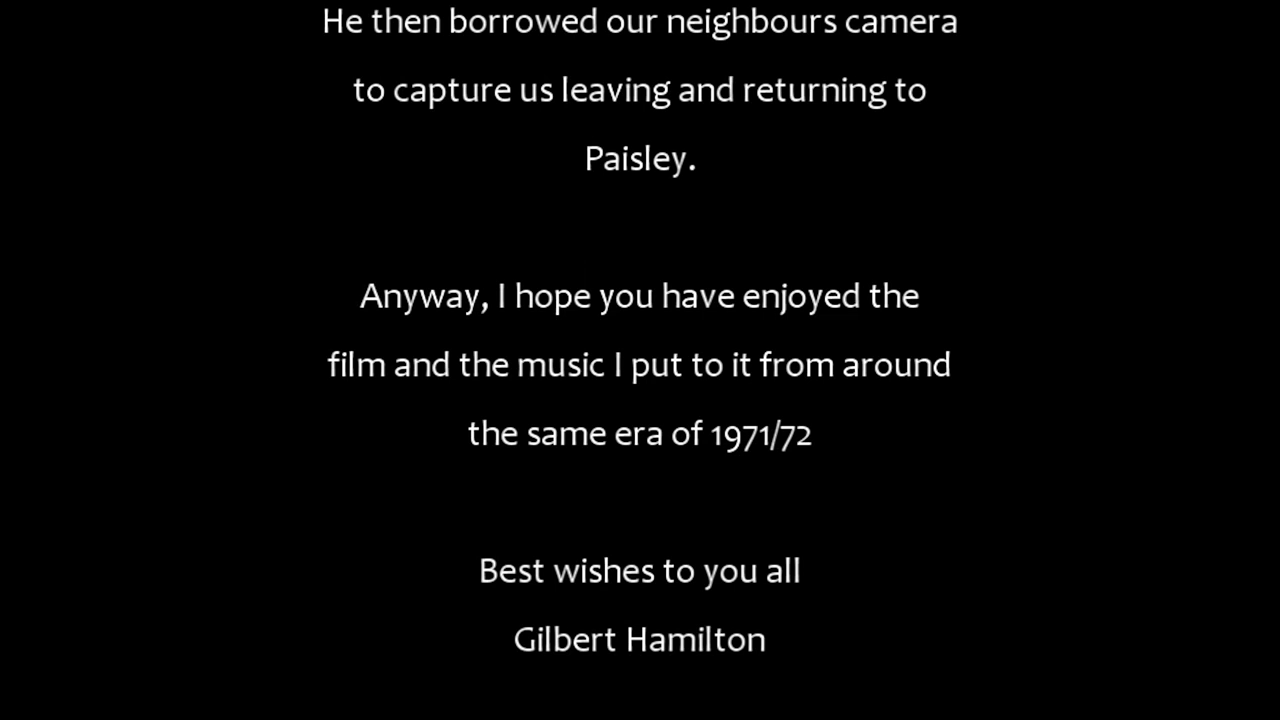 He then borrowed our neighbours camera
to capture us leaving and returning to
Paisley.
Anyway, I hope you have enjoyed the
film and the music I put to it from around
the same era of 1971/72
Best wishes to you all
Gilbert Hamilton